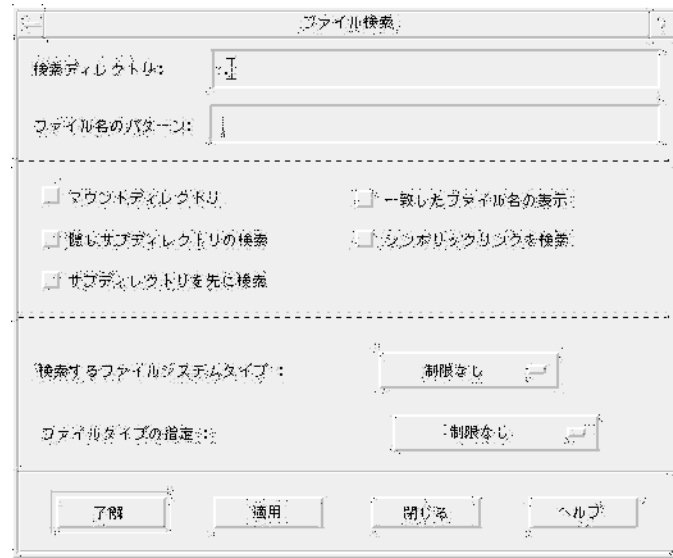 ファイル検索
検索ディレクトリ:
ファイル名のパターン:
マウントディレクトリ
一致したファイル名の表示
隠しサブディレクトリの検索
シンボリックリンクを検索
サブディレクトリを先に検索
検索するファイルシステムタイプ :
制限なし
ファイルタイプの指定 :
制限なし
了解
適用
閉じる
ヘルプ